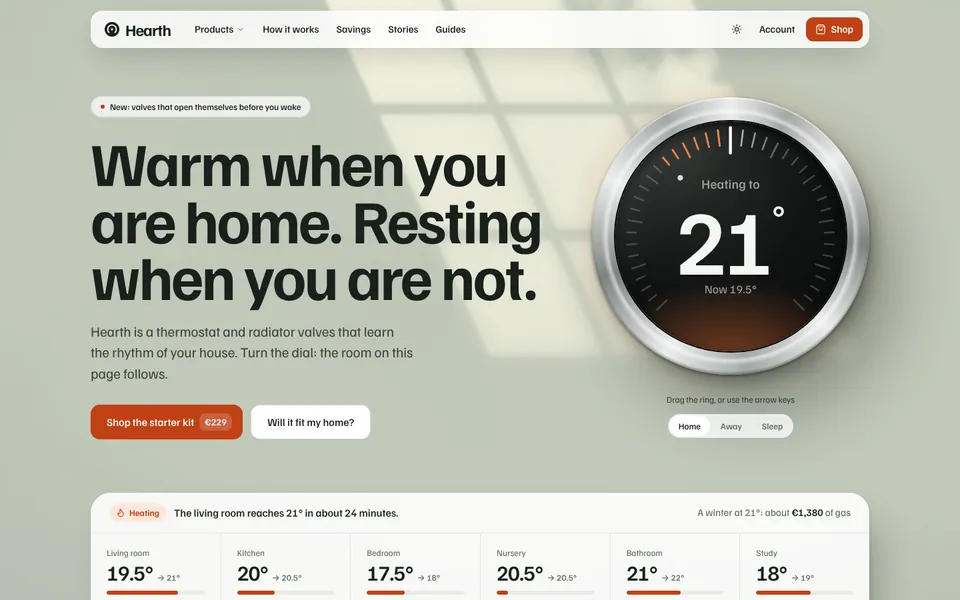 Hearth
Products
How it works
Savings
Stories
Guides
Account
Shop
New: valves that open themselves before you wake
Warm when you
are home. Resting
when you are not.
Hearth is a thermostat and radiator valves that learn
the rhythm of your house. Turn the dial: the room on this
page follows.
Shop the starter kit €229
Will it fit my home?
Heating to
21°
Now 19.5°
Drag the ring, or use the arrow keys
Home
Away
Sleep
Heating
The living room reaches 21° in about 24 minutes.
A winter at 21°: about €1,380 of gas
Living room
19.5° → 21°
Kitchen
20° → 20.5°
Bedroom
17.5° → 18°
Nursery
20.5° → 20.5°
Bathroom
21° → 22°
Study
18° → 19°